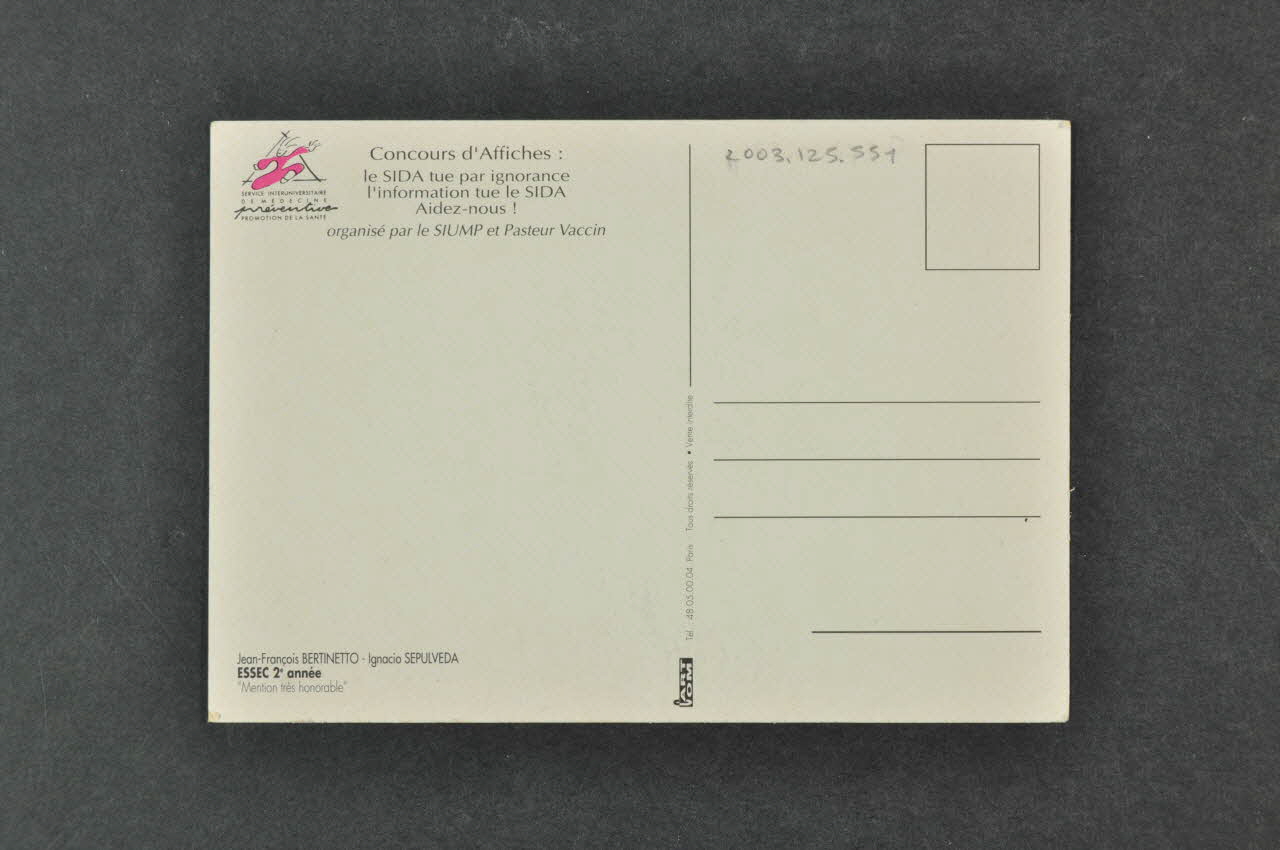 SERVICE INTERUNIVERSITAIRE
DE MÉDECINE
préventive
PROMOTION DE LA SANTÉ
Concours d'Affiches :
le SIDA tue par ignorance
l'information tue le SIDA
Aidez-nous !
organisé par le SIUMP et Pasteur Vaccin
Jean-François BERTINETTO - Ignacio SEPULVEDA
ESSEC 2e année
"Mention très honorable"
CART'COM
Tél : 48.03.00.04 Paris Tous droits réservés • Vente interdite
2003.125.551